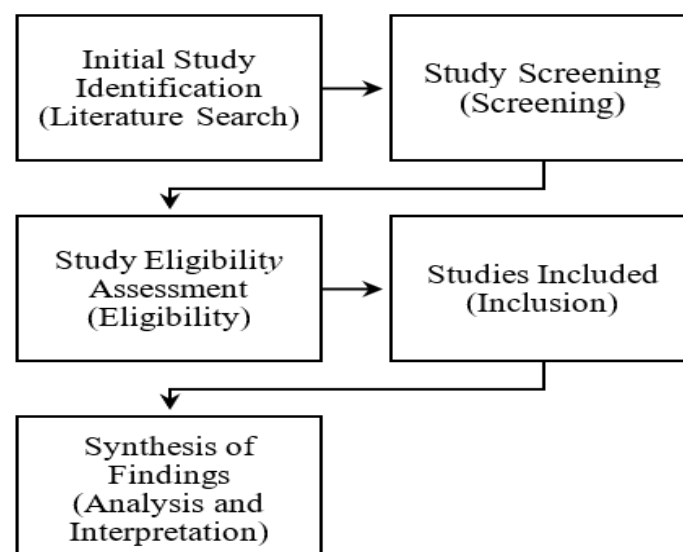 Initial Study
Identification
(Literature Search)
Study Screening
(Screening)
Study Eligibility
Assessment
(Eligibility)
Studies Included
(Inclusion)
Synthesis of
Findings
(Analysis and
Interpretation)